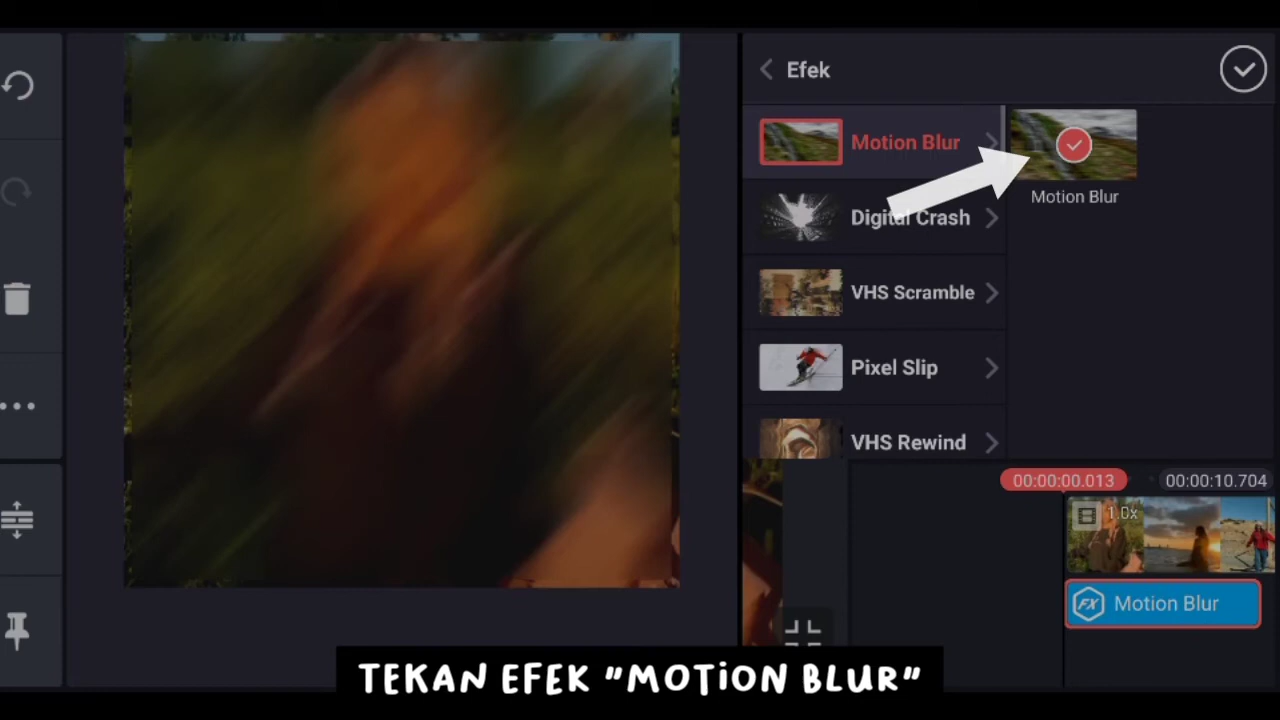 Efek
Motion Blur
Motion Blur
Digital Crash
VHS Scramble
Pixel Slip
VHS Rewind
00:00:00.013
00:00:10.704
1.0x
FX Motion Blur
TEKAN EFEK "MOTION BLUR"